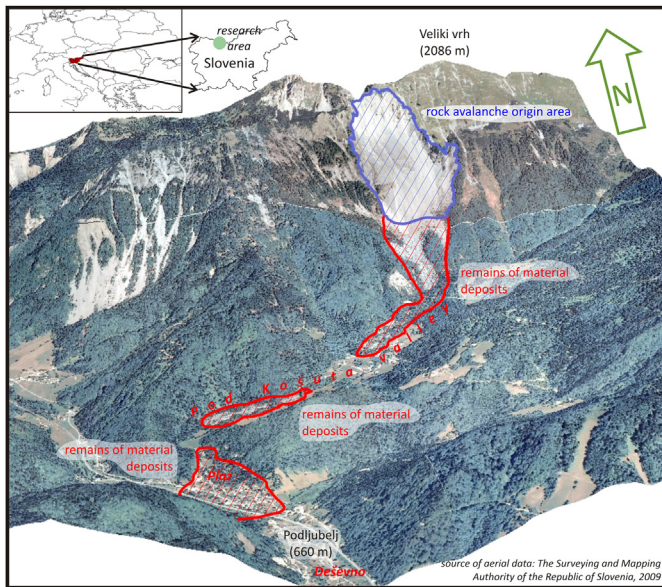 research
area
Slovenia
Veliki vrh
(2086 m)
N
rock avalanche origin area
remains of material
deposits
Pod Košuta valley
remains of material
deposits
remains of material
deposits
Plaz
Podljubelj
(660 m)
Deševno
source of aerial data: The Surveying and Mapping
Authority of the Republic of Slovenia, 2009